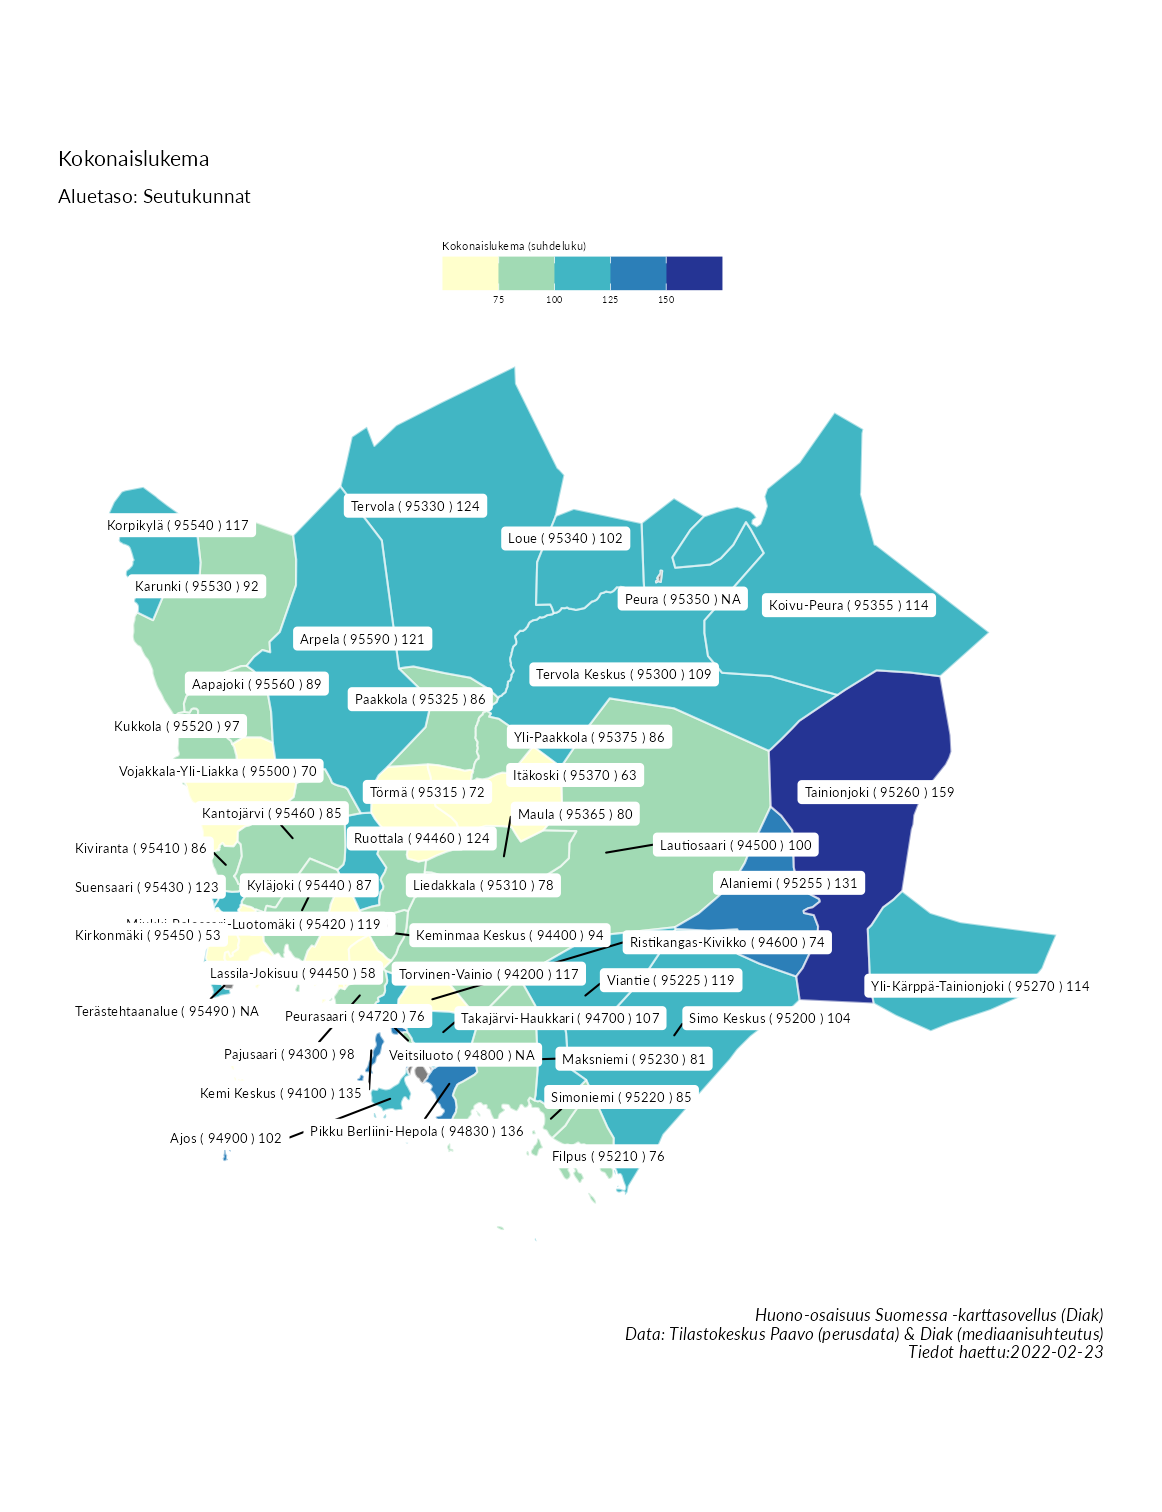 Kokonaislukema
Aluetaso: Seutukunnat
Kokonaislukema (suhdeluku)
75 100 125 150
Tervola ( 95330 ) 124
Korpikylä ( 95540 ) 117
Loue ( 95340 ) 102
Karunki ( 95530 ) 92
Peura ( 95350 ) NA
Koivu-Peura ( 95355 ) 114
Arpela ( 95590 ) 121
Tervola Keskus ( 95300 ) 109
Aapajoki ( 95560 ) 89
Paakkola ( 95325 ) 86
Kukkola ( 95520 ) 97
Yli-Paakkola ( 95375 ) 86
Vojakkala-Yli-Liakka ( 95500 ) 70
Itäkoski ( 95370 ) 63
Törmä ( 95315 ) 72
Tainionjoki ( 95260 ) 159
Kantojärvi ( 95460 ) 85
Maula ( 95365 ) 80
Ruottala ( 94460 ) 124
Lautiosaari ( 94500 ) 100
Kiviranta ( 95410 ) 86
Suensaari ( 95430 ) 123
Kyläjoki ( 95440 ) 87
Liedakkala ( 95310 ) 78
Alaniemi ( 95255 ) 131
-Luotomäki ( 95420 ) 119
Kirkonmäki ( 95450 ) 53
Keminmaa Keskus ( 94400 ) 94
Ristikangas-Kivikko ( 94600 ) 74
Lassila-Jokisuu ( 94450 ) 58
Torvinen-Vainio ( 94200 ) 117
Viantie ( 95225 ) 119
Yli-Kärppä-Tainionjoki ( 95270 ) 114
Terästehtaanalue ( 95490 ) NA
Peurasaari ( 94720 ) 76
Takajärvi-Haukkari ( 94700 ) 107
Simo Keskus ( 95200 ) 104
Pajusaari ( 94300 ) 98
Veitsiluoto ( 94800 ) NA
Maksniemi ( 95230 ) 81
Kemi Keskus ( 94100 ) 135
Simoniemi ( 95220 ) 85
Ajos ( 94900 ) 102
Pikku Berliini-Hepola ( 94830 ) 136
Filpus ( 95210 ) 76
Huono-osaisuus Suomessa -karttasovellus (Diak)
Data: Tilastokeskus Paavo (perusdata) & Diak (mediaanisuhteutus)
Tiedot haettu:2022-02-23